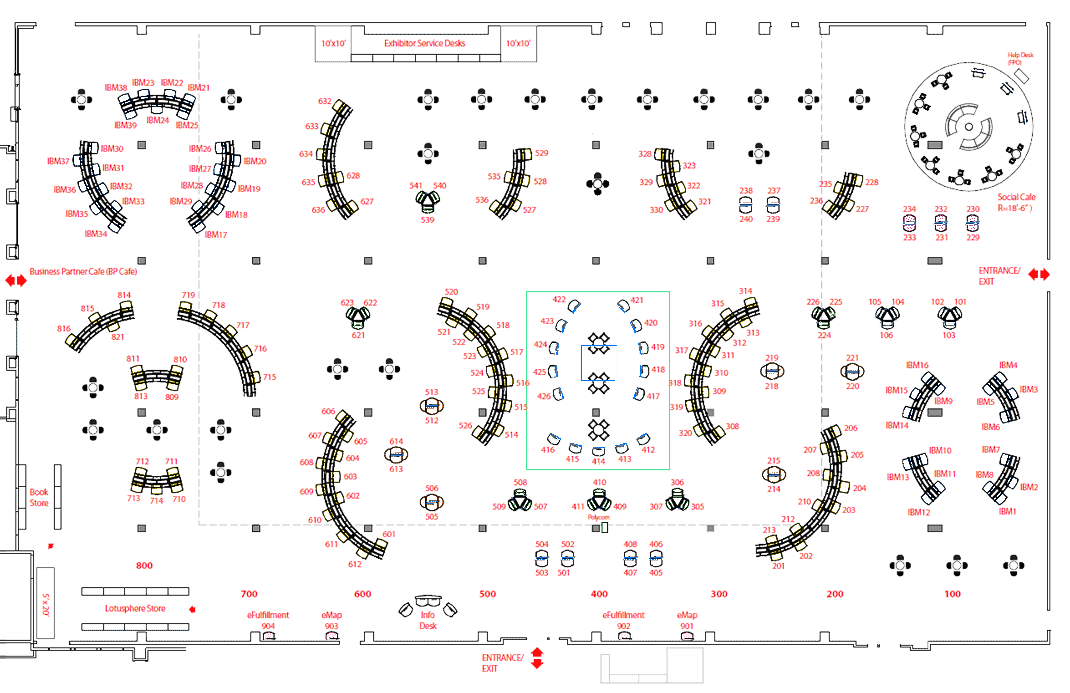 10'x10'
Exhibitor Service Desks
10'x10'
Help Desk
(FPO)
IBM38
IBM23
IBM22
IBM21
IBM39
IBM24
IBM25
632
633
634
635
636
628
627
IBM30
IBM37
IBM31
IBM36
IBM32
IBM33
IBM35
IBM34
IBM26
IBM20
IBM27
IBM28
IBM19
IBM29
IBM18
IBM17
541
540
539
529
535
528
536
527
328
323
329
322
330
321
238
237
240
239
235
228
236
227
234
232
230
233
231
229
Social Cafe
R=18'-6" )
Business Partner Cafe (BP Cafe)
ENTRANCE/
EXIT
814
815
816
821
719
718
717
716
715
811
810
813
809
712
711
713
714
710
623
622
621
520
519
521
518
522
523
517
524
516
525
515
526
514
513
512
422
421
423
420
424
419
425
418
426
417
416
415
414
413
412
314
315
313
316
312
317
311
318
310
319
309
320
308
226
225
224
105
104
106
102
101
103
219
218
221
220
IBM16
IBM15
IBM9
IBM14
IBM4
IBM3
IBM5
IBM6
IBM10
IBM13
IBM11
IBM12
IBM7
IBM8
IBM2
IBM1
606
607
605
608
604
609
603
602
610
611
601
612
614
613
506
505
508
509
507
410
411
409
Polycom
306
307
305
206
207
205
208
204
210
203
212
213
202
201
215
214
504
502
503
501
408
406
407
405
Book
Store
5' x 20'
Lotusphere Store
800
700
600
500
400
300
200
100
eFulfillment
904
eMap
903
Info
Desk
eFulfillment
902
eMap
901
ENTRANCE/
EXIT